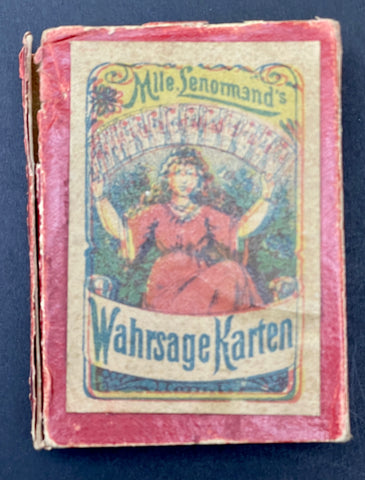 Mlle. Lenormand's
Wahrsage Karten